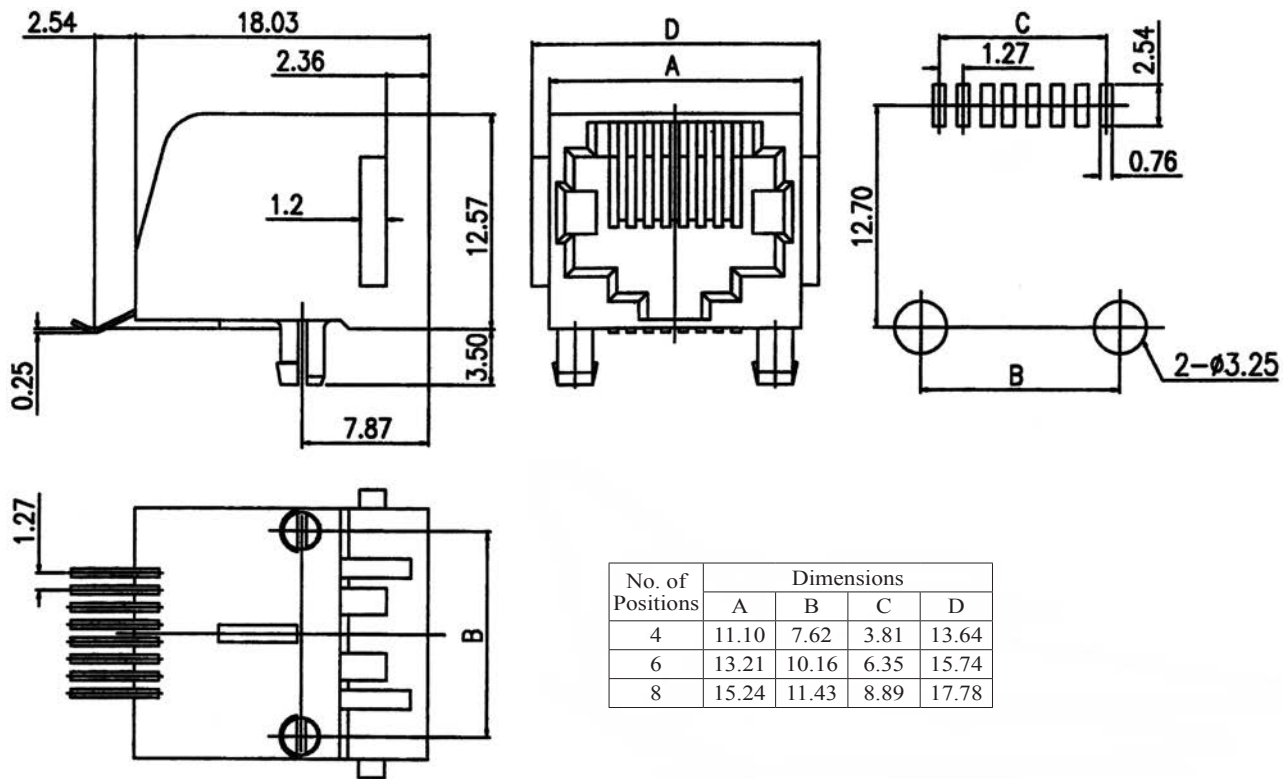 2.54
18.03
2.36
1.2
12.57
3.50
0.25
7.87
D
A
C
1.27
2.54
0.76
12.70
B
2-ø3.25
1.27
B
No. of Positions Dimensions
A B C D
4 11.10 7.62 3.81 13.64
6 13.21 10.16 6.35 15.74
8 15.24 11.43 8.89 17.78